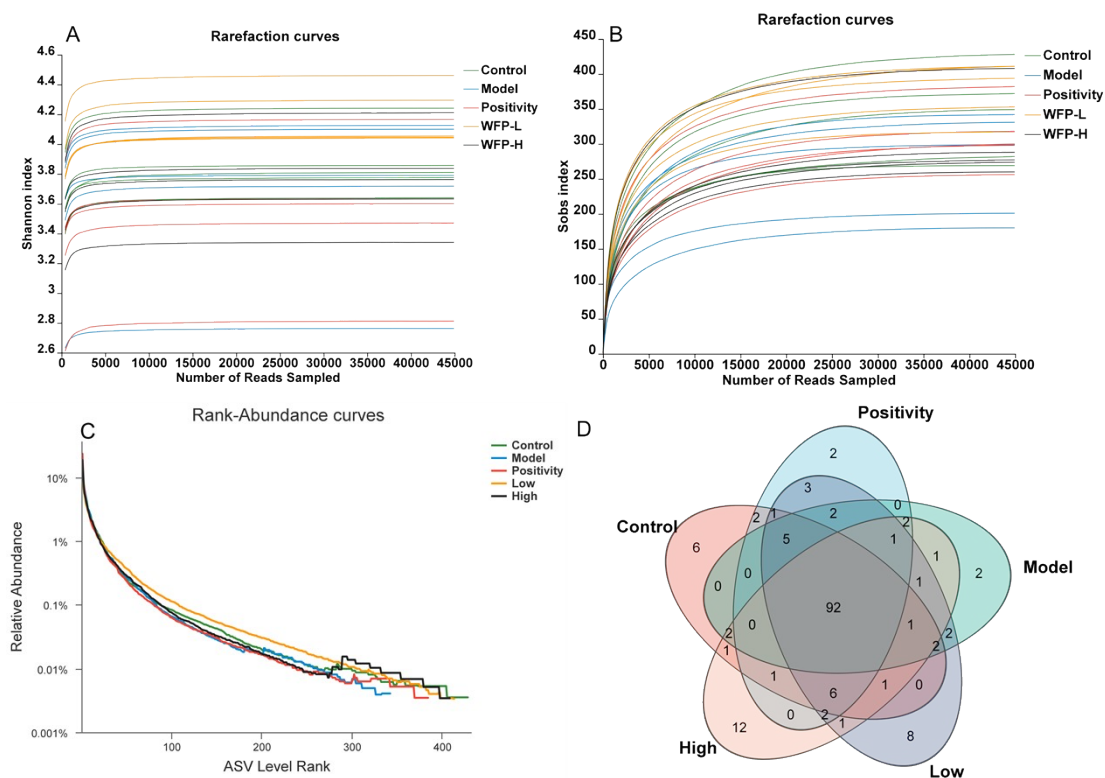 A
Rarefaction curves
Shannon index
4.6
4.4
4.2
4
3.8
3.6
3.4
3.2
3
2.8
2.6
0 5000 10000 15000 20000 25000 30000 35000 40000 45000
Number of Reads Sampled
Control
Model
Positivity
WFP-L
WFP-H
B
Rarefaction curves
Sobs index
450
400
350
300
250
200
150
100
50
0
0 5000 10000 15000 20000 25000 30000 35000 40000 45000
Number of Reads Sampled
Control
Model
Positivity
WFP-L
WFP-H
C
Rank-Abundance curves
Relative Abundance
10%
1%
0.1%
0.01%
0.001%
100 200 300 400
ASV Level Rank
Control
Model
Positivity
Low
High
D
Positivity
2
3
0
2 1 2 2
Control
6
5
1
1
0
0
1
2
Model
92
0
1
2
2
1
2
1
6
1
0
0
2
1
12
8
High
Low